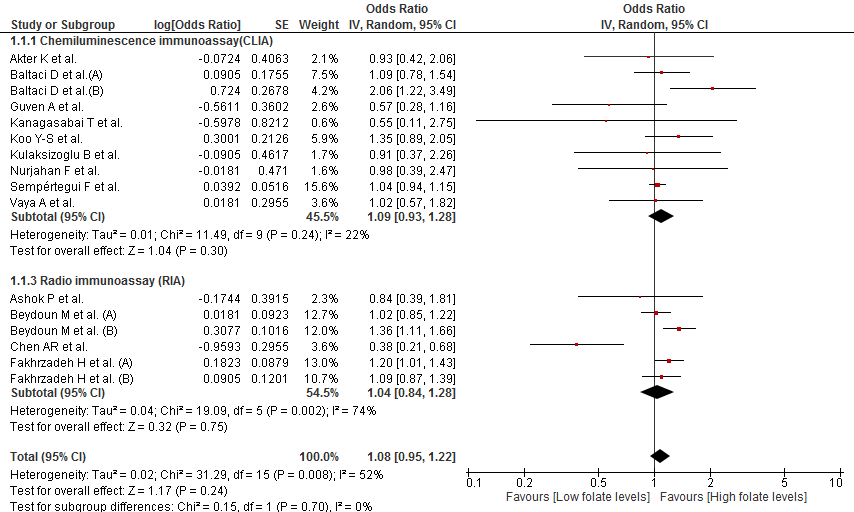 Odds Ratio Odds Ratio
Study or Subgroup log[Odds Ratio] SE Weight IV, Random, 95% CI IV, Random, 95% CI
1.1.1 Chemiluminescence immunoassay(CLIA)
Akter K et al. -0.0724 0.4063 2.1% 0.93 [0.42, 2.06]
Baltaci D et al.(A) 0.0905 0.1755 7.5% 1.09 [0.78, 1.54]
Baltaci D et al.(B) 0.724 0.2678 4.2% 2.06 [1.22, 3.49]
Guven A et al. -0.5611 0.3602 2.6% 0.57 [0.28, 1.16]
Kanagasabai T et al. -0.5978 0.8212 0.6% 0.55 [0.11, 2.75]
Koo Y-S et al. 0.3001 0.2126 5.9% 1.35 [0.89, 2.05]
Kulaksizoglu B et al. -0.0905 0.4617 1.7% 0.91 [0.37, 2.26]
Nurjahan F et al. -0.0181 0.471 1.7% 0.98 [0.39, 2.47]
Sempértegui F et al. 0.0392 0.0516 15.6% 1.04 [0.94, 1.15]
Vaya A et al. 0.0181 0.2955 3.6% 1.02 [0.57, 1.82]
Subtotal (95% CI) 45.5% 1.09 [0.93, 1.28]
Heterogeneity: Tau² = 0.01; Chi² = 11.49, df = 9 (P = 0.24); I² = 22%
Test for overall effect: Z = 1.04 (P = 0.30)
1.1.3 Radio immunoassay (RIA)
Ashok P et al. -0.1744 0.3915 2.3% 0.84 [0.39, 1.81]
Beydoun M et al. (A) 0.0181 0.0923 12.7% 1.02 [0.85, 1.22]
Beydoun M et al. (B) 0.3077 0.1016 12.0% 1.36 [1.11, 1.66]
Chen AR et al. -0.9593 0.2955 3.6% 0.38 [0.21, 0.68]
Fakhrzadeh H et al. (A) 0.1823 0.0879 13.0% 1.20 [1.01, 1.43]
Fakhrzadeh H et al. (B) 0.0905 0.1201 10.7% 1.09 [0.87, 1.39]
Subtotal (95% CI) 54.5% 1.04 [0.84, 1.28]
Heterogeneity: Tau² = 0.04; Chi² = 19.09, df = 5 (P = 0.002); I² = 74%
Test for overall effect: Z = 0.32 (P = 0.75)
Total (95% CI) 100.0% 1.08 [0.95, 1.22]
Heterogeneity: Tau² = 0.02; Chi² = 31.29, df = 15 (P = 0.008); I² = 52%
0.1 0.2 0.5 1 2 5 10
Test for overall effect: Z = 1.17 (P = 0.24)
Favours [Low folate levels] Favours [High folate levels]
Test for subgroup differences: Chi² = 0.15, df = 1 (P = 0.70), I² = 0%